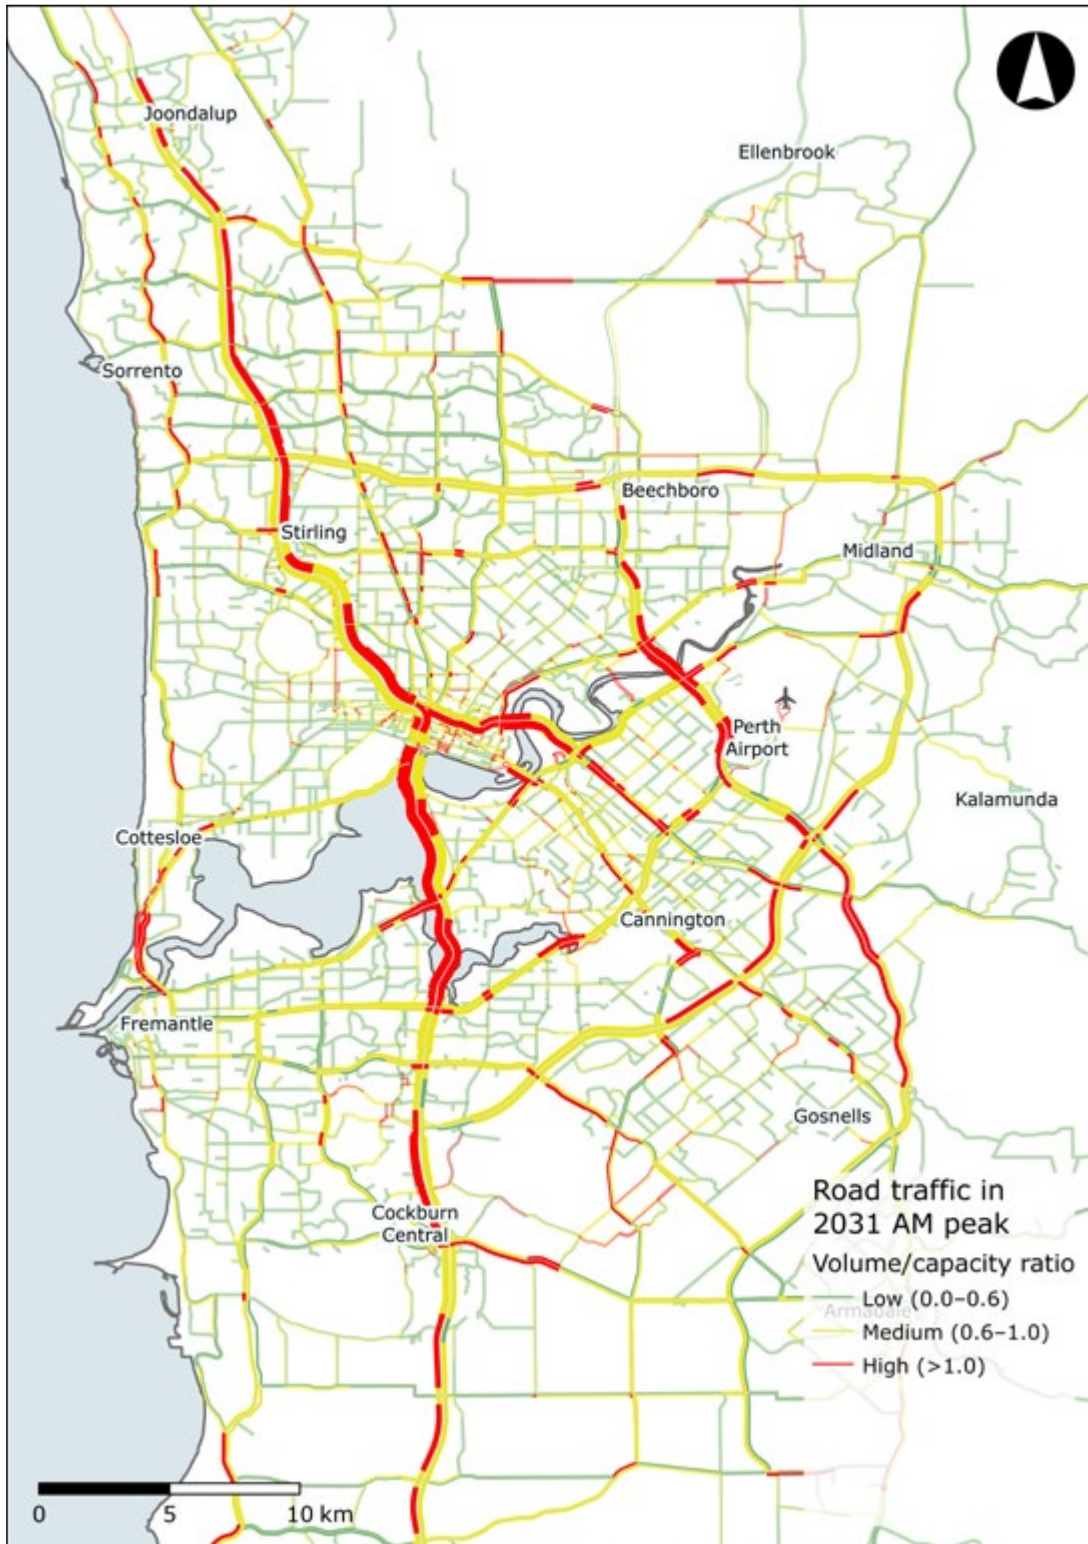 Joondalup
Ellenbrook
Sorrento
Beechboro
Stirling
Midland
Perth
Airport
Kalamunda
Cottesloe
Cannington
Fremantle
Gosnells
Cockburn
Central
Road traffic in
2031 AM peak
Volume/capacity ratio
Low (0.0–0.6)
Armadale
Medium (0.6–1.0)
High (>1.0)
0 5 10 km